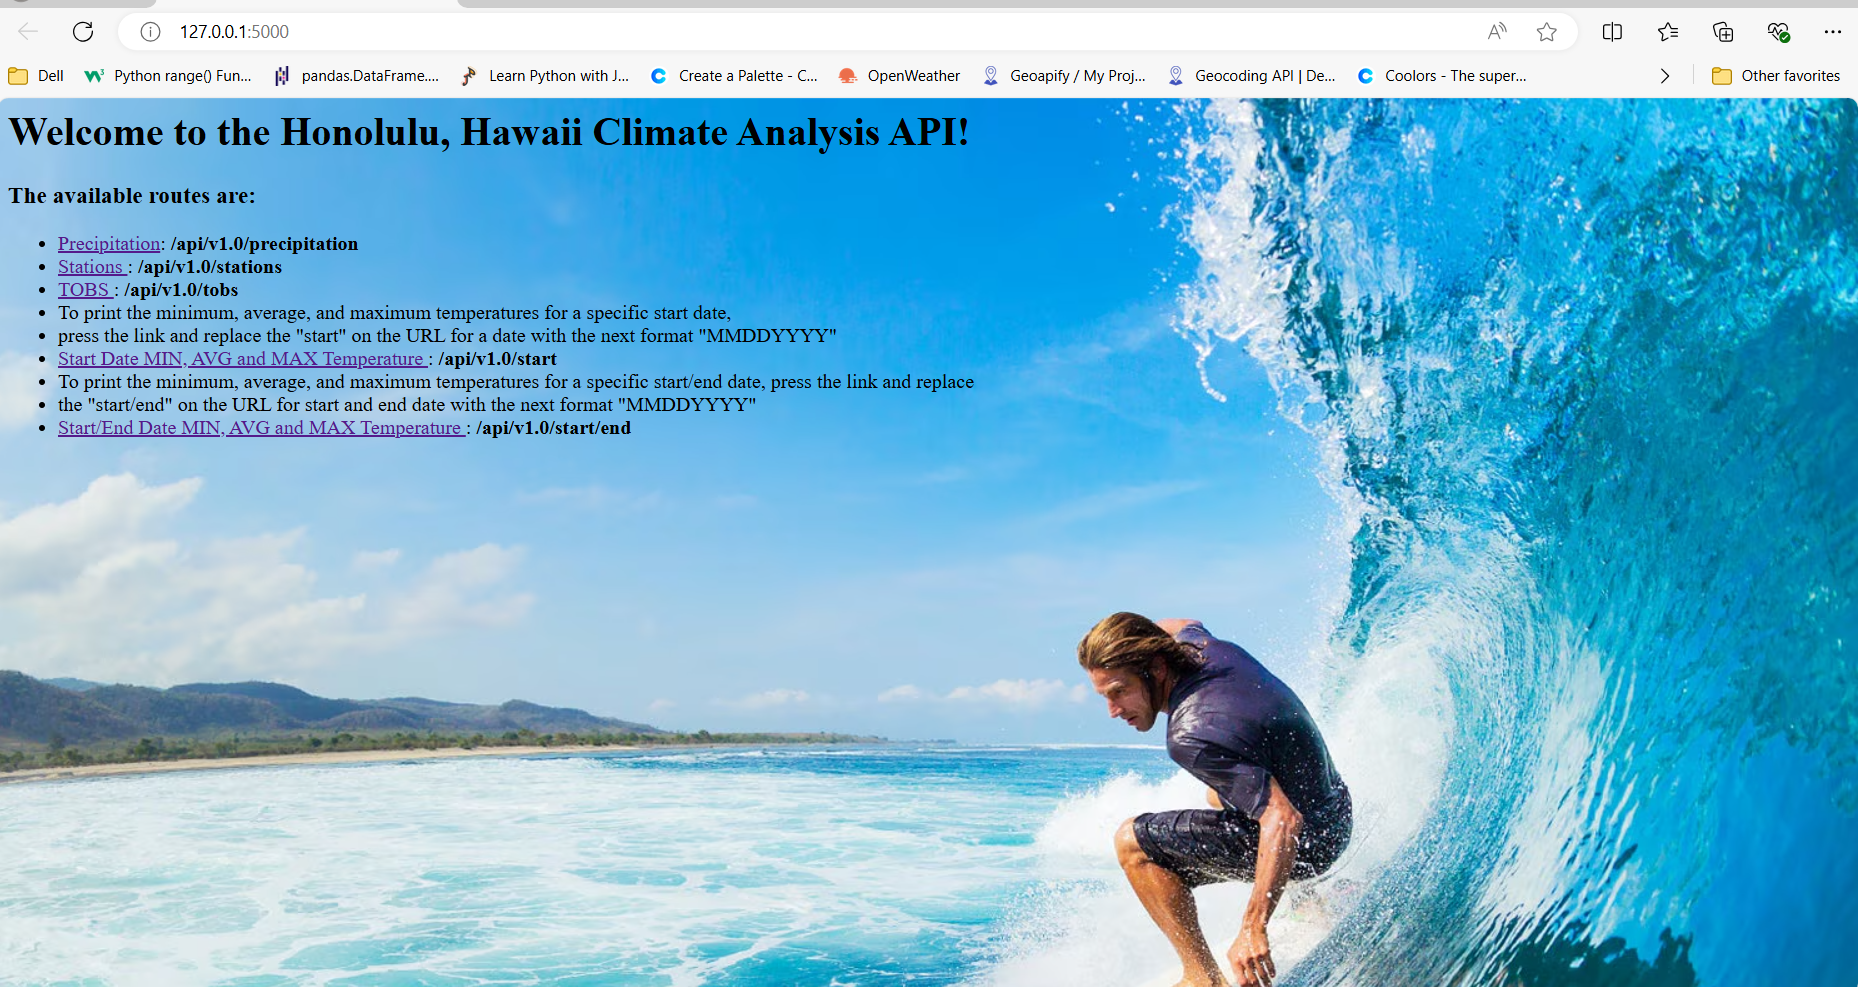 127.0.0.1:5000
Dell
Python range() Fun...
pandas.DataFrame....
Learn Python with J...
Create a Palette - C...
OpenWeather
Geoapify / My Proj...
Geocoding API | De...
Coolors - The super...
Other favorites
Welcome to the Honolulu, Hawaii Climate Analysis API!
The available routes are:
Precipitation: /api/v1.0/precipitation
Stations : /api/v1.0/stations
TOBS : /api/v1.0/tobs
To print the minimum, average, and maximum temperatures for a specific start date,
press the link and replace the "start" on the URL for a date with the next format "MMDDYYYY"
Start Date MIN, AVG and MAX Temperature : /api/v1.0/start
To print the minimum, average, and maximum temperatures for a specific start/end date, press the link and replace
the "start/end" on the URL for start and end date with the next format "MMDDYYYY"
Start/End Date MIN, AVG and MAX Temperature : /api/v1.0/start/end